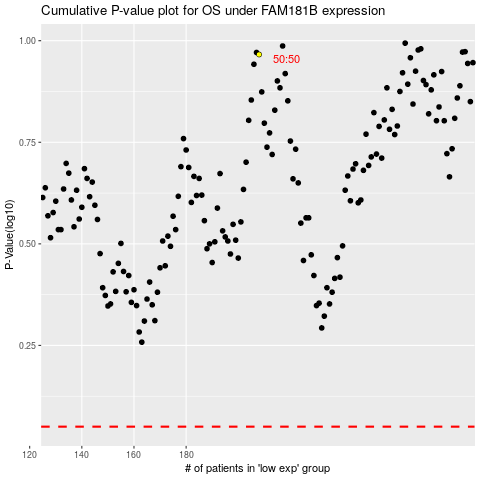 Cumulative P-value plot for OS under FAM181B expression
P-Value(log10)
1.00
0.75
0.50
0.25
50:50
120 140 160 180
# of patients in 'low exp' group